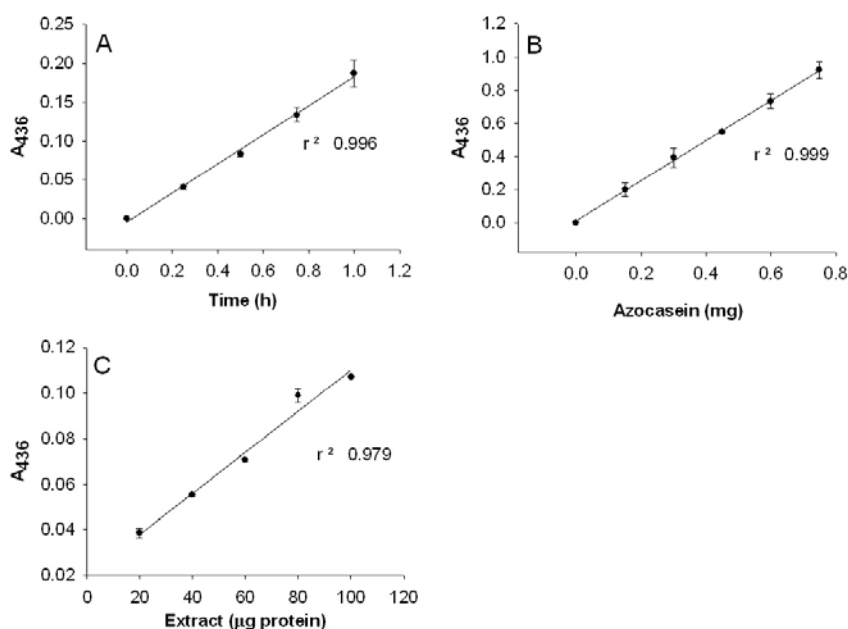 A
0.25
0.20
0.15
0.10
0.05
0.00
A436
r² 0.996
0.0 0.2 0.4 0.6 0.8 1.0 1.2
Time (h)
B
1.2
1.0
0.8
0.6
0.4
0.2
0.0
A436
r² 0.999
0.0 0.2 0.4 0.6 0.8
Azocasein (mg)
C
0.12
0.10
0.08
0.06
0.04
0.02
A436
r² 0.979
0 20 40 60 80 100 120
Extract (μg protein)